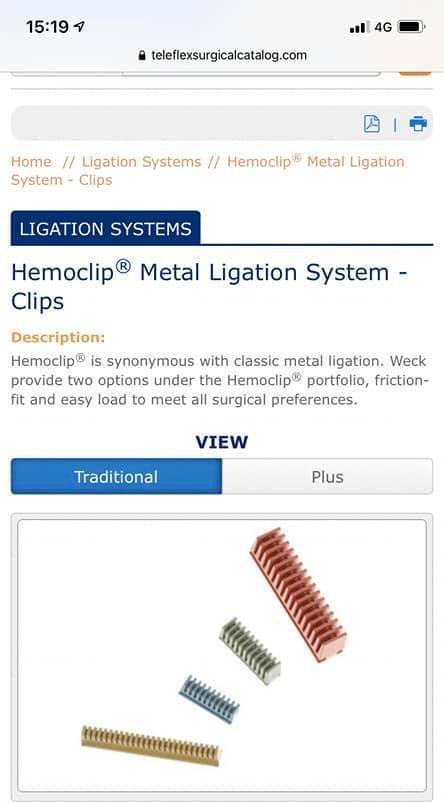 15:19
4G
teleflexsurgicalcatalog.com
Home // Ligation Systems // Hemoclip® Metal Ligation
System - Clips
LIGATION SYSTEMS
Hemoclip® Metal Ligation System -
Clips
Description:
Hemoclip® is synonymous with classic metal ligation. Weck
provide two options under the Hemoclip® portfolio, friction-
fit and easy load to meet all surgical preferences.
VIEW
Traditional
Plus